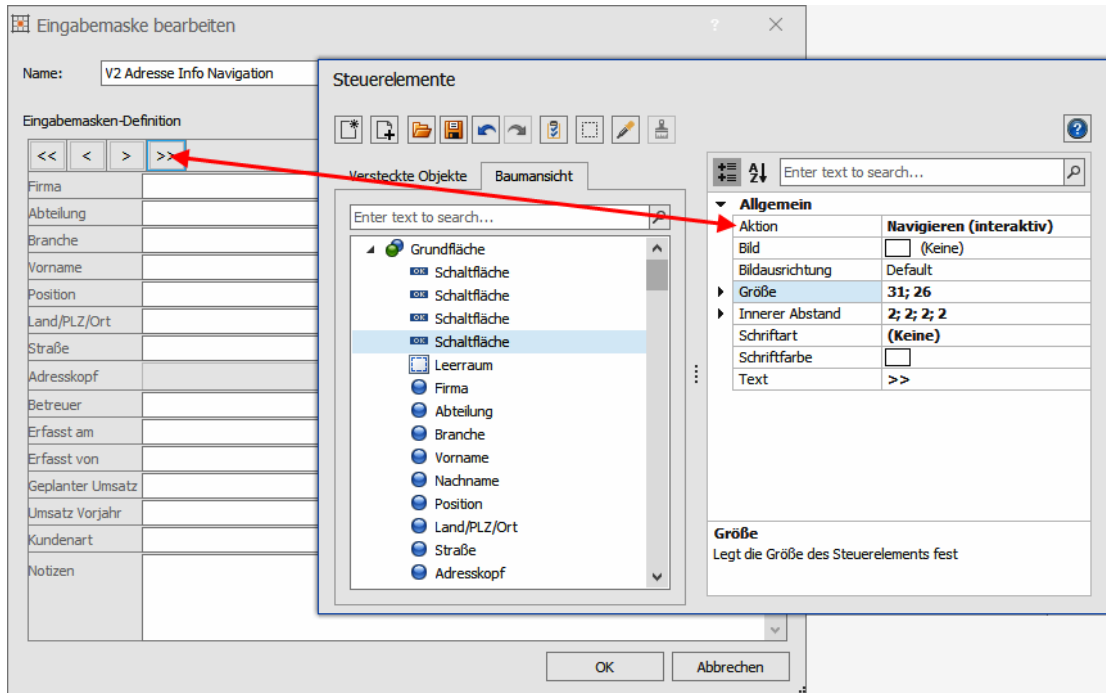 Eingabemaske bearbeiten
?
Name:
V2 Adresse Info Navigation
Eingabemasken-Definition
<< < > >>
Firma
Abteilung
Branche
Vorname
Position
Land/PLZ/Ort
Straße
Adresskopf
Betreuer
Erfasst am
Erfasst von
Geplanter Umsatz
Umsatz Vorjahr
Kundenart
Notizen
OK
Abbrechen
Steuerelemente
?
Versteckte Objekte
Baumansicht
Enter text to search...
Grundfläche
OK Schaltfläche
OK Schaltfläche
OK Schaltfläche
OK Schaltfläche
Leerraum
Firma
Abteilung
Branche
Vorname
Nachname
Position
Land/PLZ/Ort
Straße
Adresskopf
AZ
Enter text to search...
Allgemein
Aktion Navigieren (interaktiv)
Bild (Keine)
Bildausrichtung Default
Größe 31; 26
Innerer Abstand 2; 2; 2; 2
Schriftart (Keine)
Schriftfarbe
Text >>
Größe
Legt die Größe des Steuerelements fest